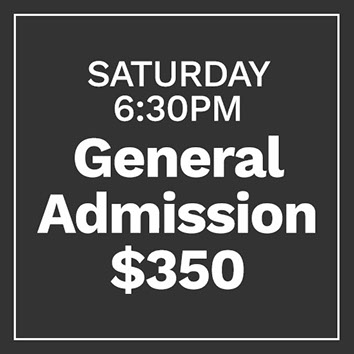 SATURDAY
6:30PM
General
Admission
$350